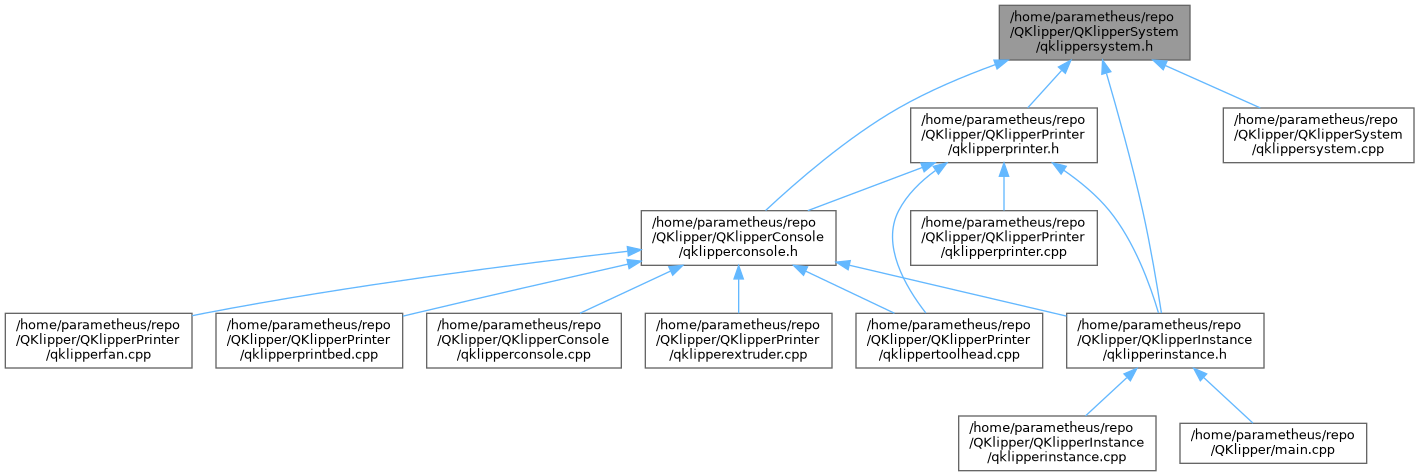 /home/parametheus/repo
/QKlipper/QKlipperSystem
/qklippersystem.h
/home/parametheus/repo
/QKlipper/QKlipperPrinter
/qklipperprinter.h
/home/parametheus/repo
/QKlipper/QKlipperSystem
/qklippersystem.cpp
/home/parametheus/repo
/QKlipper/QKlipperConsole
/qklipperconsole.h
/home/parametheus/repo
/QKlipper/QKlipperPrinter
/qklipperprinter.cpp
/home/parametheus/repo
/QKlipper/QKlipperPrinter
/qklipperfan.cpp
/home/parametheus/repo
/QKlipper/QKlipperPrinter
/qklipperprintbed.cpp
/home/parametheus/repo
/QKlipper/QKlipperConsole
/qklipperconsole.cpp
/home/parametheus/repo
/QKlipper/QKlipperPrinter
/qklipperextruder.cpp
/home/parametheus/repo
/QKlipper/QKlipperPrinter
/qklippertoolhead.cpp
/home/parametheus/repo
/QKlipper/QKlipperInstance
/qklipperinstance.h
/home/parametheus/repo
/QKlipper/QKlipperInstance
/qklipperinstance.cpp
/home/parametheus/repo
/QKlipper/main.cpp